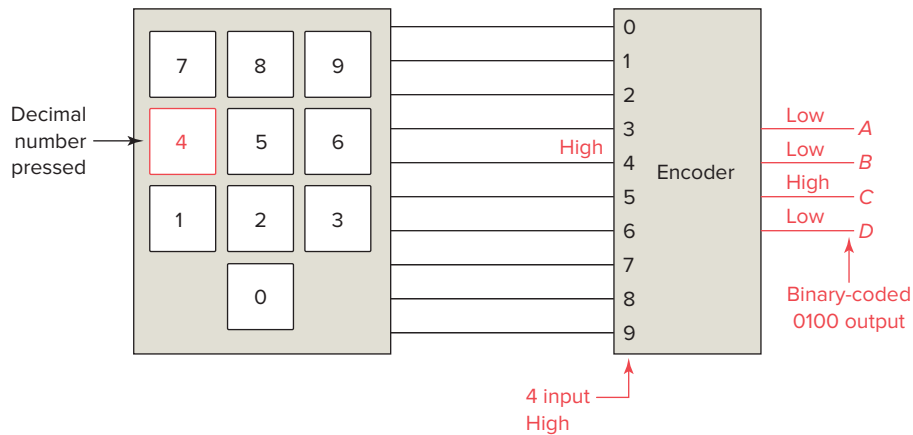 Decimal
number
pressed
7 8 9
4 5 6
1 2 3
0
High
0
1
2
3
4
5
6
7
8
9
Encoder
4 input
High
Low A
Low B
High C
Low D
Binary-coded
0100 output